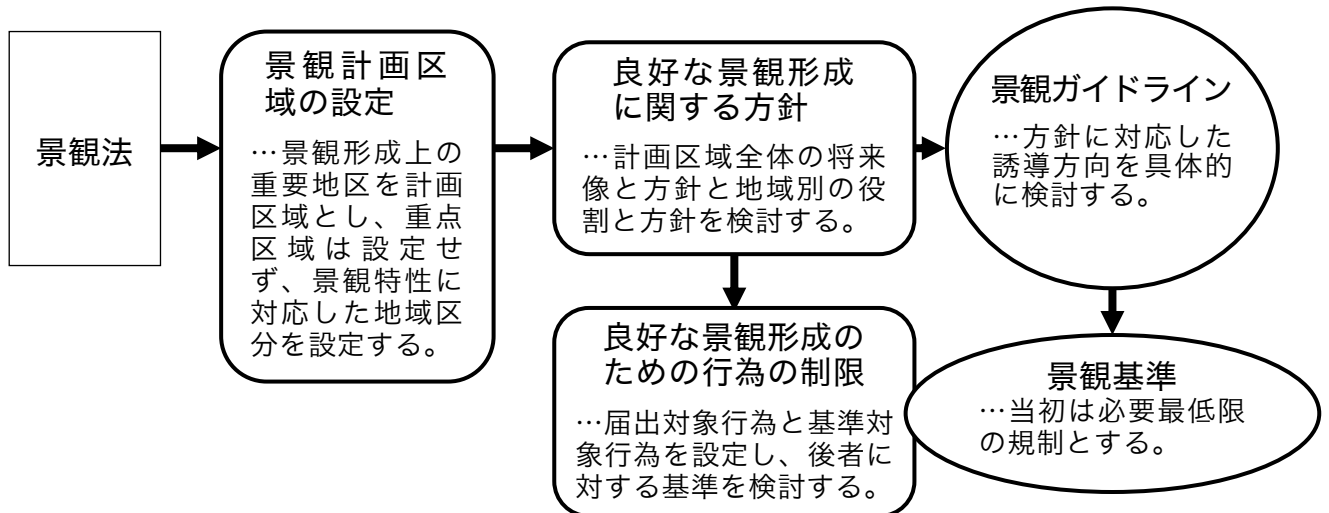 景観法
景観計画区
域の設定
…景観形成上の
重要地区を計画
区域とし、重点
区域は設定せ
ず、景観特性に
対応した地域区
分を設定する。
良好な景観形成
に関する方針
…計画区域全体の将来
像と方針と地域別の役
割と方針を検討する。
景観ガイドライン
…方針に対応した
誘導方向を具体的
に検討する。
良好な景観形成の
ための行為の制限
…届出対象行為と基準対
象行為を設定し、後者に
対する基準を検討する。
景観基準
…当初は必要最低限
の規制とする。